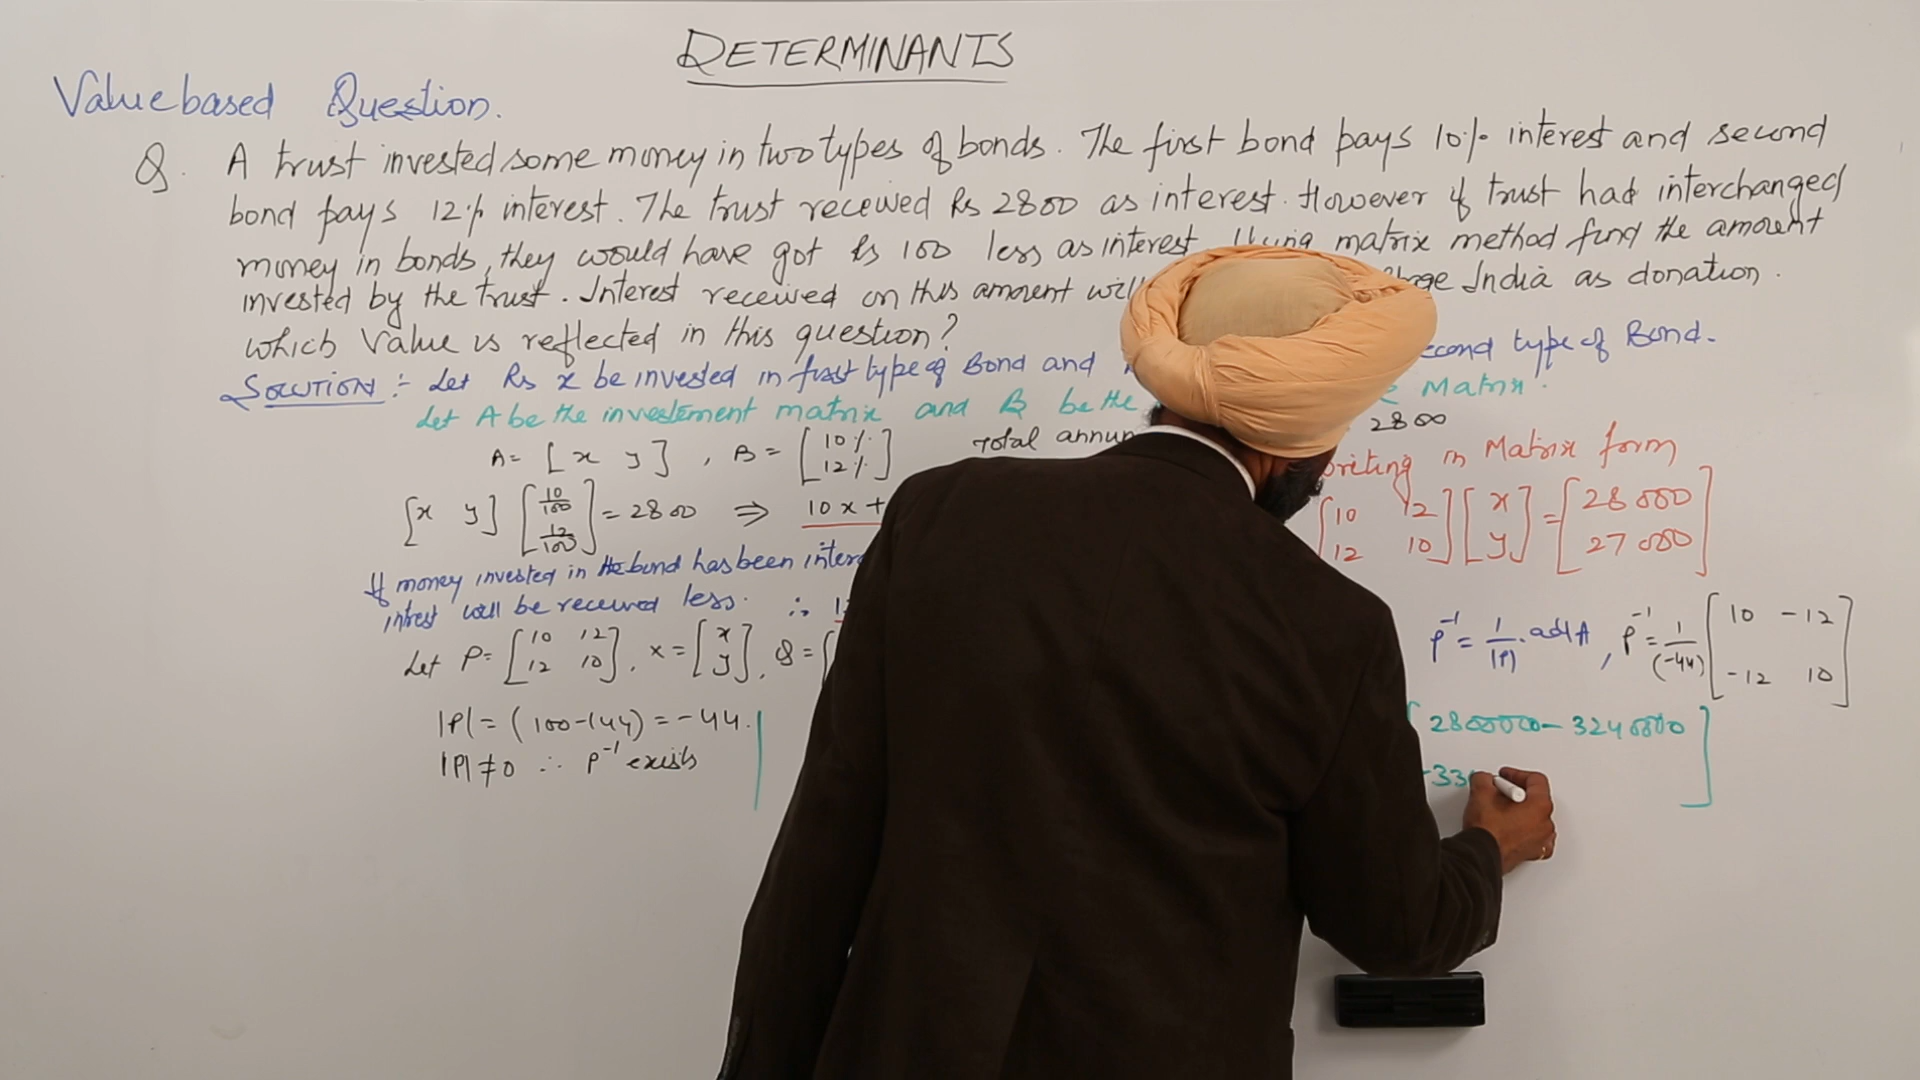 DETERMINANTS
Value based Question.
Q. A trust invested some money in two types of bonds. The first bond pays 10% interest and second
bond pays 12% interest. The trust received Rs 2800 as interest. However if trust had interchanged
money in bonds, they would have got Rs 100 less as interest. Using matrix method find the amount
invested by the trust. Interest received on this amount will India as donation.
which Value is reflected in this question?
SOLUTION :- Let Rs x be invested in first type of Bond and second type of Bond.
Let A be the investement matrix and B be the Matrix.
A = [x y], B = [10% 12%] Total annu 2800
writing in Matrix form
[x y] [10/100 12/100] = 2800 ⇒ 10x +
[10 12 12 10] [x y] = [28000 27000]
If money invested in the bond has been inter
intrest will be received less. ∴ 1
Let P = [10 12 12 10], x = [x y], Q = [
P⁻¹ = 1/|P| . adj A, P⁻¹ = 1/(-44) [10 -12 -12 10]
|P| = (100-144) = -44.
|P| ≠ 0 ∴ P⁻¹ exists
[2800000 - 3240000
-33